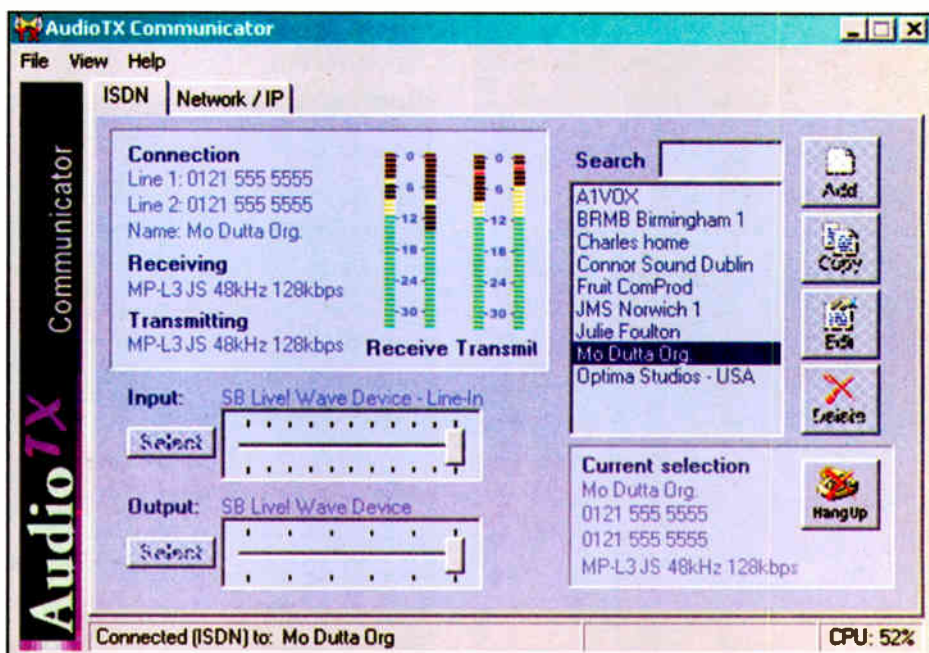 AudioTX Communicator
File View Help
ISDN
Network / IP
Connection
Line 1: 0121 555 5555
Line 2: 0121 555 5555
Name: Mo Dutta Org.
Receiving
MP-L3 JS 48kHz 128kbps
Transmitting
MP-L3 JS 48kHz 128kbps
0
6
12
18
24
30
0
6
12
18
24
30
Receive Transmit
Search
A1VOX
BRMB Birmingham 1
Charles home
Connor Sound Dublin
Fruit ComProd
JMS Norwich 1
Julie Foulton
Mo Dutta Org.
Optima Studios - USA
Add
Copy
Edit
Delete
Input: SB Live! Wave Device - Line-In
Select
Output: SB Live! Wave Device
Select
Current selection
Mo Dutta Org.
0121 555 5555
0121 555 5555
MP-L3 JS 48kHz 128kbps
HangUp
AudioTX Communicator
Connected (ISDN) to: Mo Dutta Org
CPU: 52%